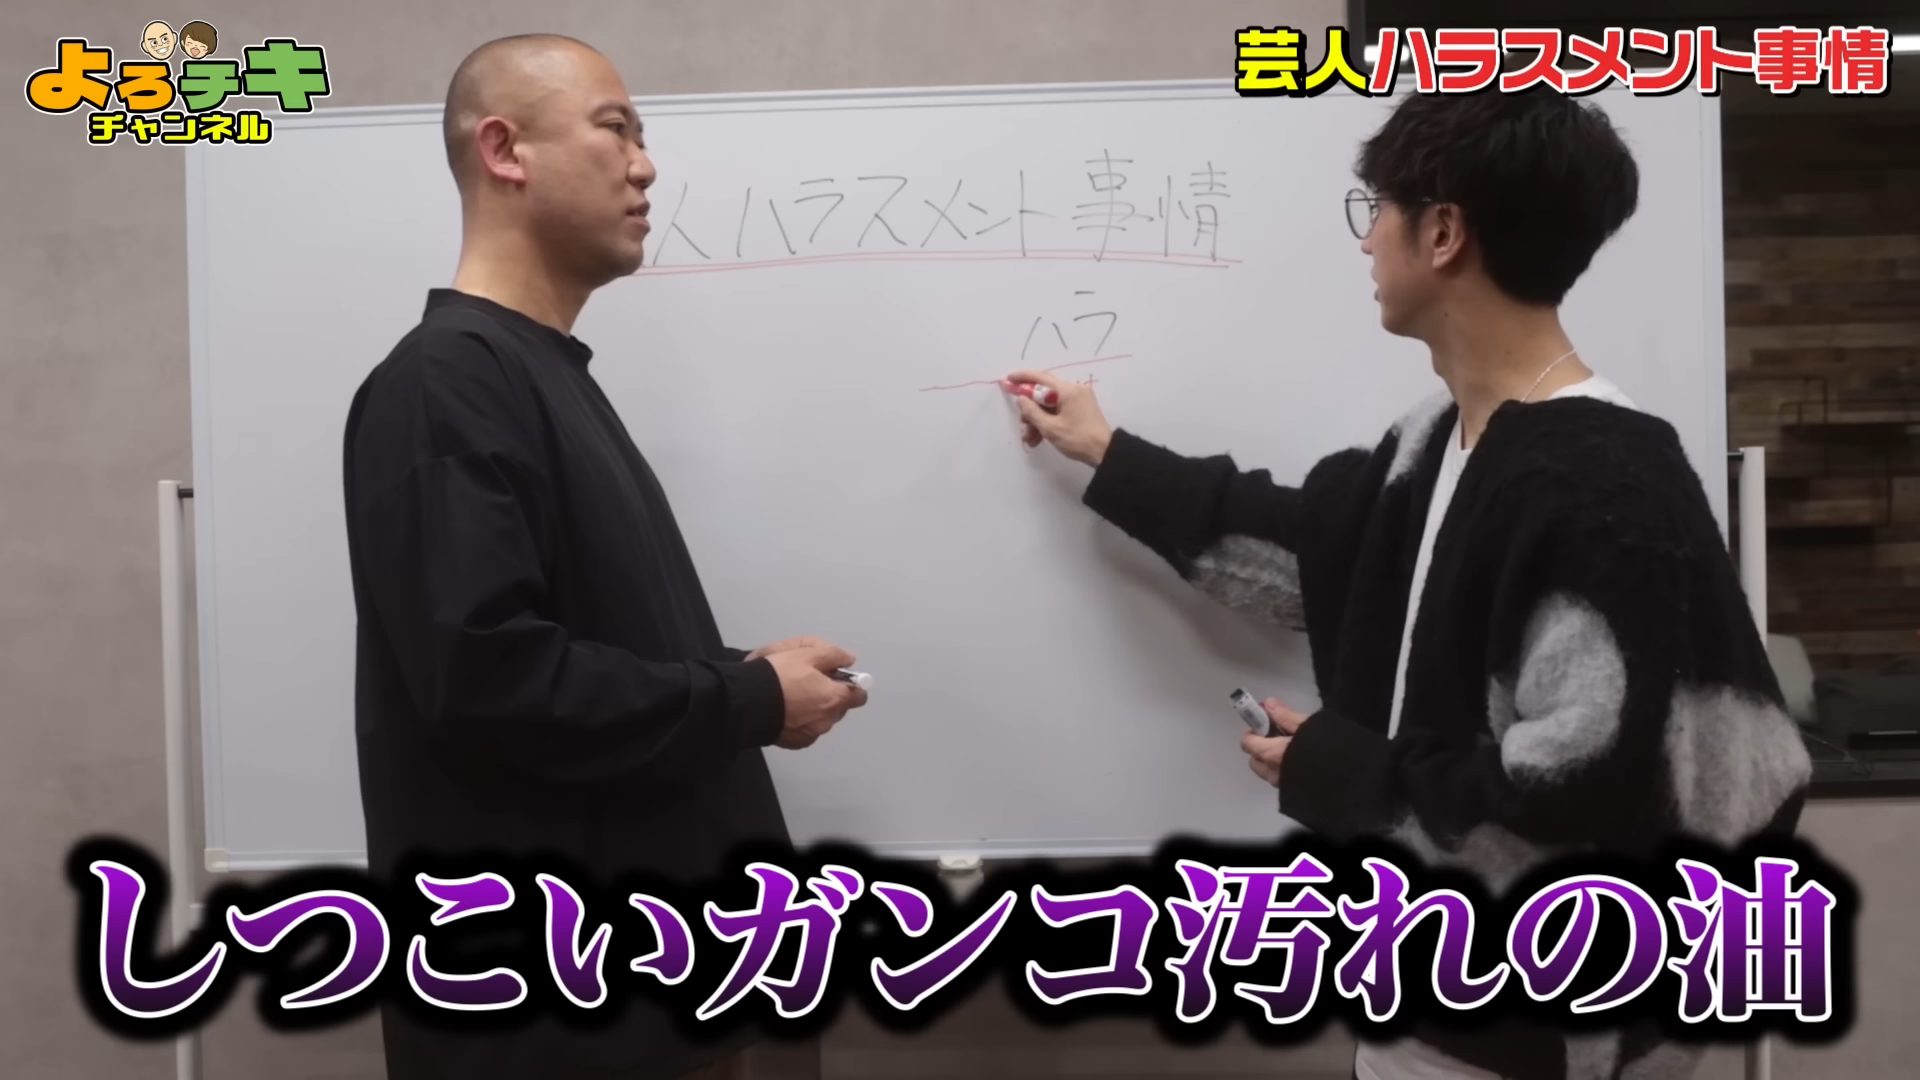 よろチキ
チャンネル
芸人ハラスメント事情
人ハラスメント事情
ハラ
しつこいガンコ汚れの油